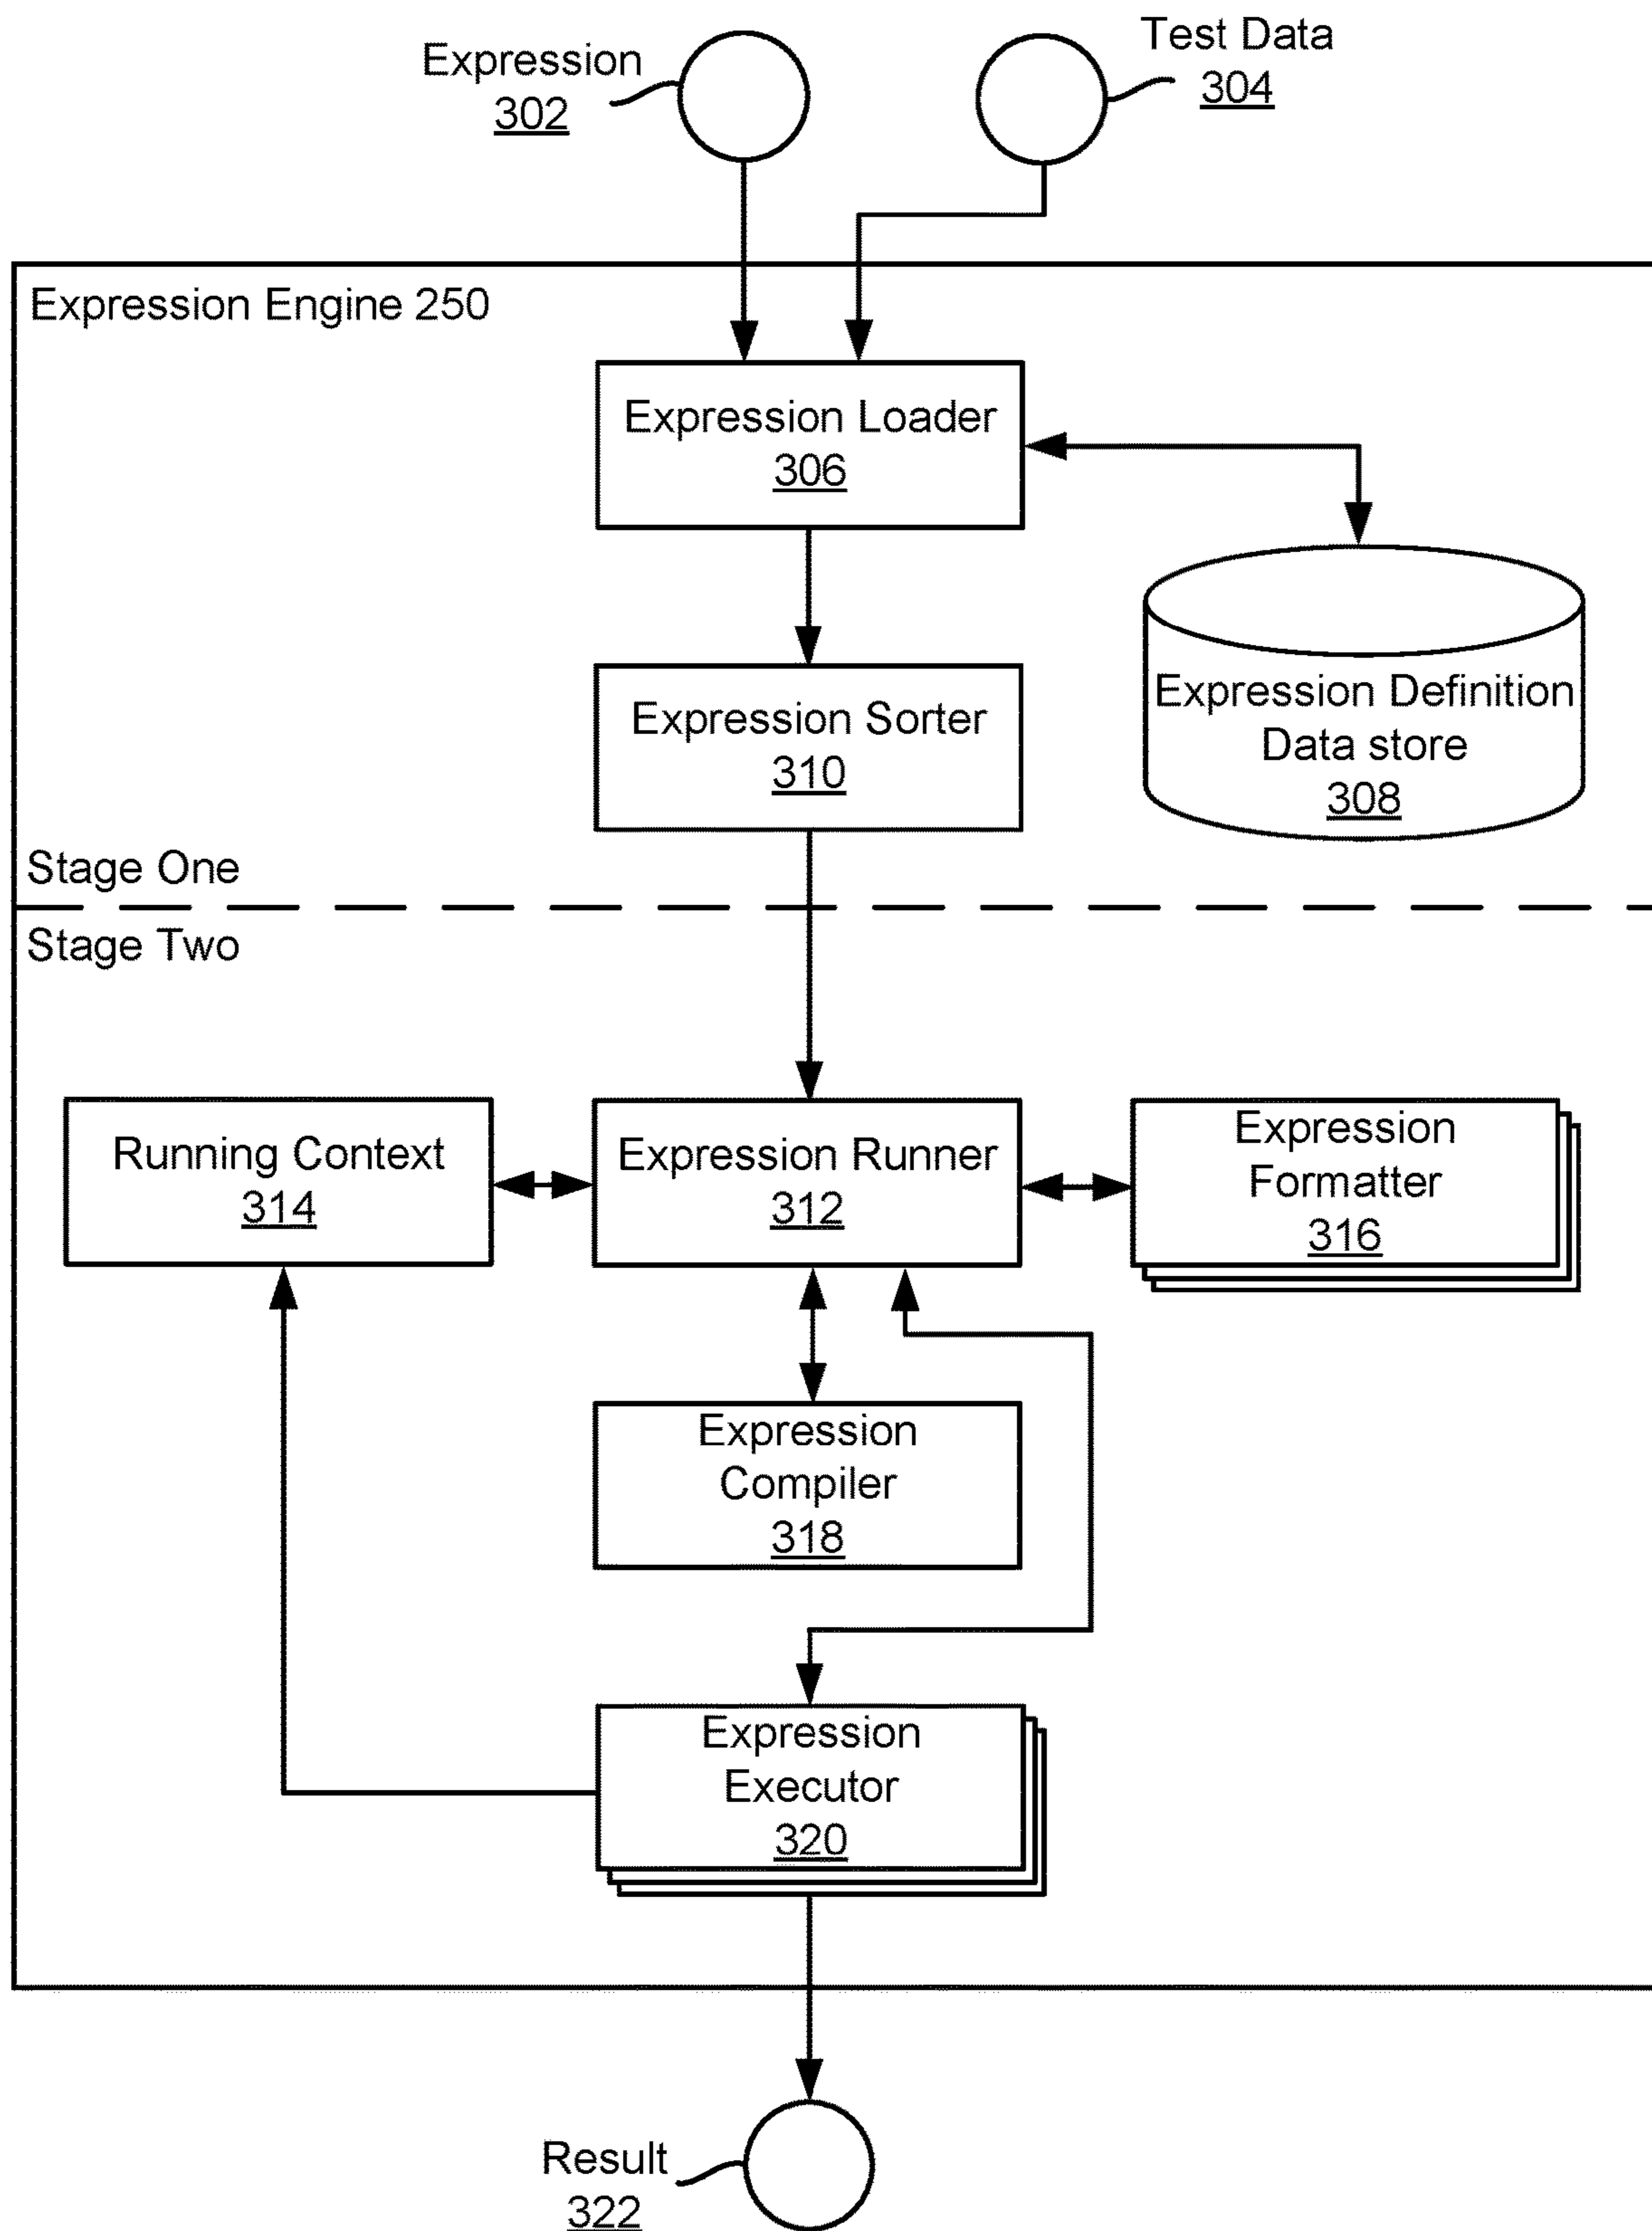 Expression
302
Test Data
304
Expression Engine 250
Expression Loader
306
Expression Definition
Data store
308
Expression Sorter
310
Stage One
Stage Two
Running Context
314
Expression Runner
312
Expression
Formatter
316
Expression
Compiler
318
Expression
Executor
320
Result
322